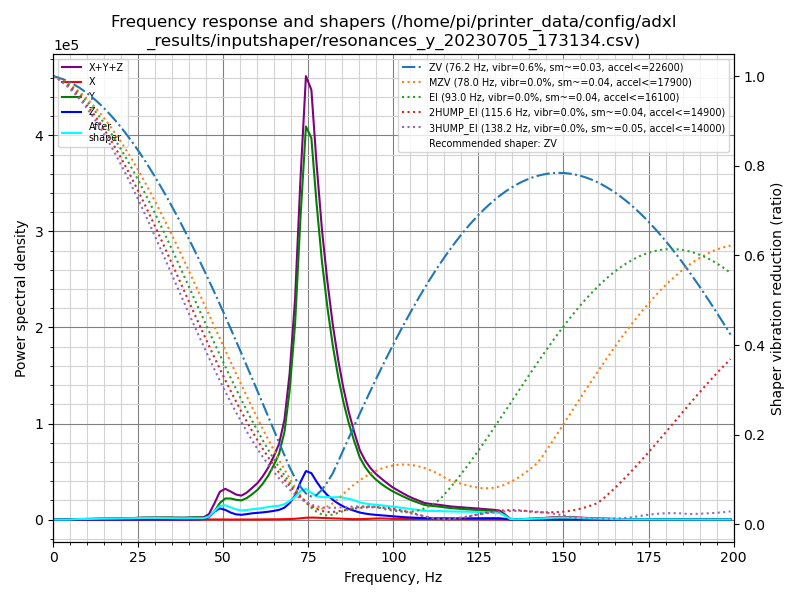 Frequency response and shapers (/home/pi/printer_data/config/adxl
_results/inputshaper/resonances_y_20230705_173134.csv)
1e5
X+Y+Z
X
Y
Z
After
shaper
ZV (76.2 Hz, vibr=0.6%, sm~=0.03, accel<=22600)
MZV (78.0 Hz, vibr=0.0%, sm~=0.04, accel<=17900)
EI (93.0 Hz, vibr=0.0%, sm~=0.04, accel<=16100)
2HUMP_EI (115.6 Hz, vibr=0.0%, sm~=0.04, accel<=14900)
3HUMP_EI (138.2 Hz, vibr=0.0%, sm~=0.05, accel<=14000)
Recommended shaper: ZV
Power spectral density
4
3
2
1
0
1.0
0.8
0.6
0.4
0.2
0.0
Shaper vibration reduction (ratio)
0 25 50 75 100 125 150 175 200
Frequency, Hz